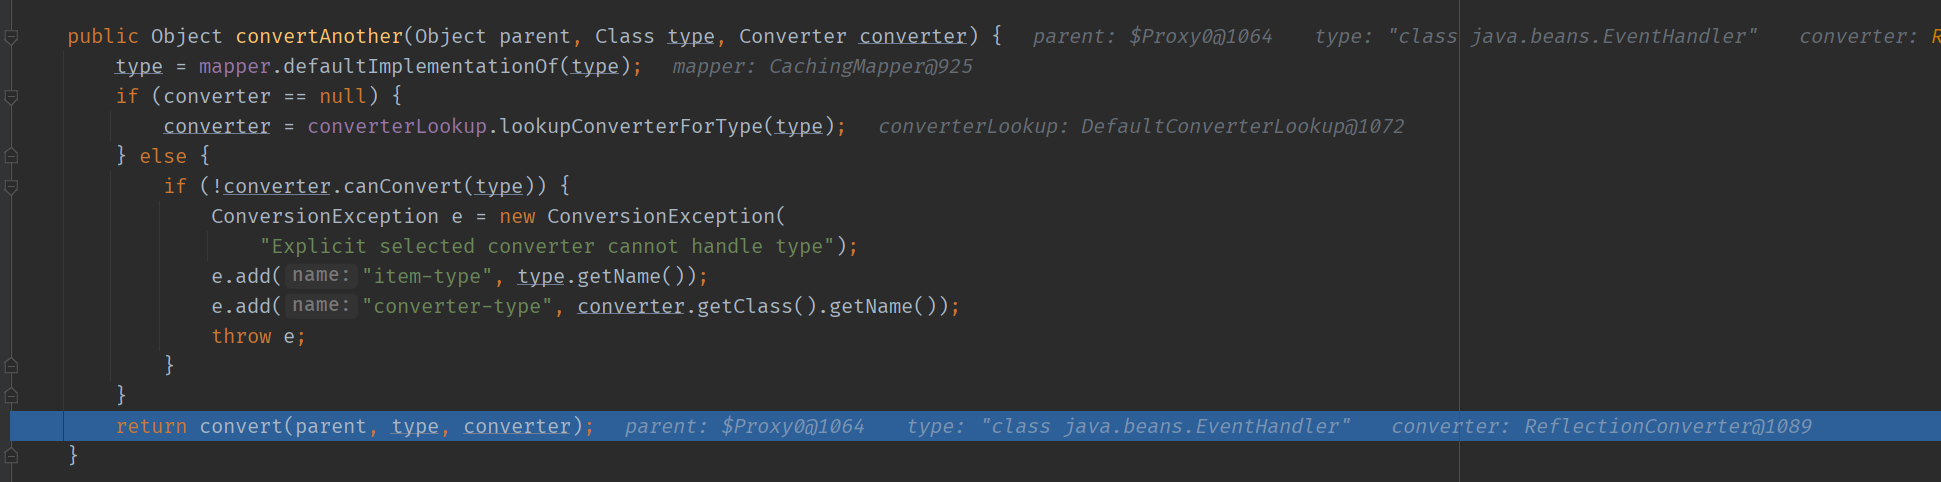 public Object convertAnother(Object parent, Class type, Converter converter) {   parent: $Proxy0@1064   type: "class java.beans.EventHandler"   converter: R
    type = mapper.defaultImplementationOf(type);   mapper: CachingMapper@925
    if (converter == null) {
        converter = converterLookup.lookupConverterForType(type);   converterLookup: DefaultConverterLookup@1072
    } else {
        if (!converter.canConvert(type)) {
            ConversionException e = new ConversionException(
                "Explicit selected converter cannot handle type");
            e.add( name: "item-type", type.getName());
            e.add( name: "converter-type", converter.getClass().getName());
            throw e;
        }
    }
    return convert(parent, type, converter);   parent: $Proxy0@1064   type: "class java.beans.EventHandler"   converter: ReflectionConverter@1089
}